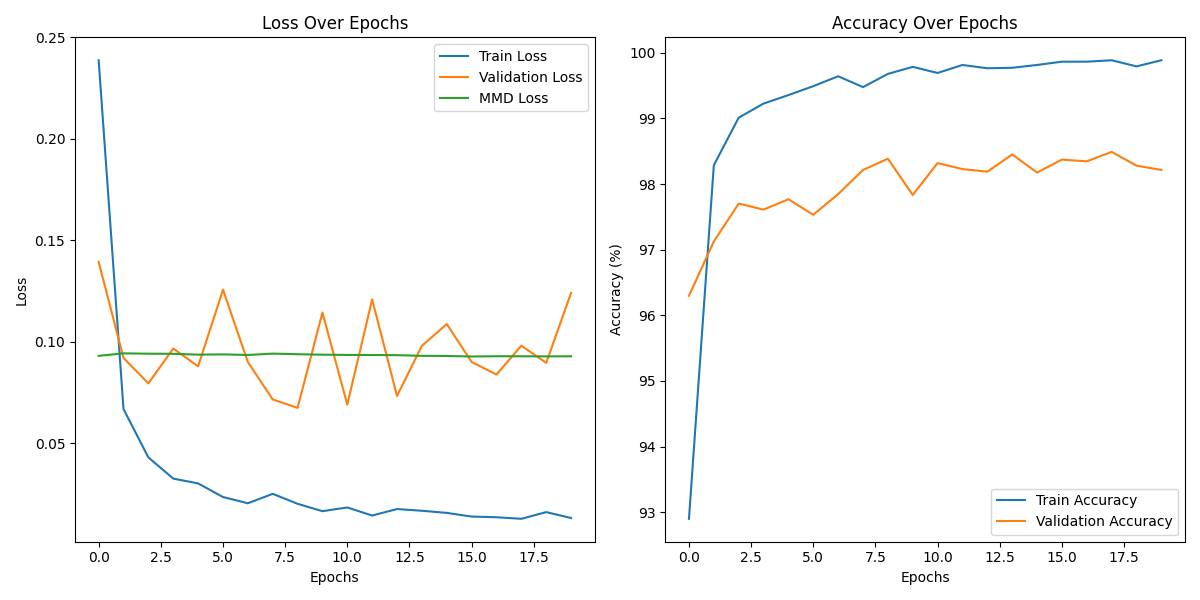 Loss Over Epochs
0.25
0.20
0.15
0.10
0.05
Loss
Train Loss
Validation Loss
MMD Loss
0.0 2.5 5.0 7.5 10.0 12.5 15.0 17.5
Epochs
Accuracy Over Epochs
100
99
98
97
96
95
94
93
Accuracy (%)
Train Accuracy
Validation Accuracy
0.0 2.5 5.0 7.5 10.0 12.5 15.0 17.5
Epochs